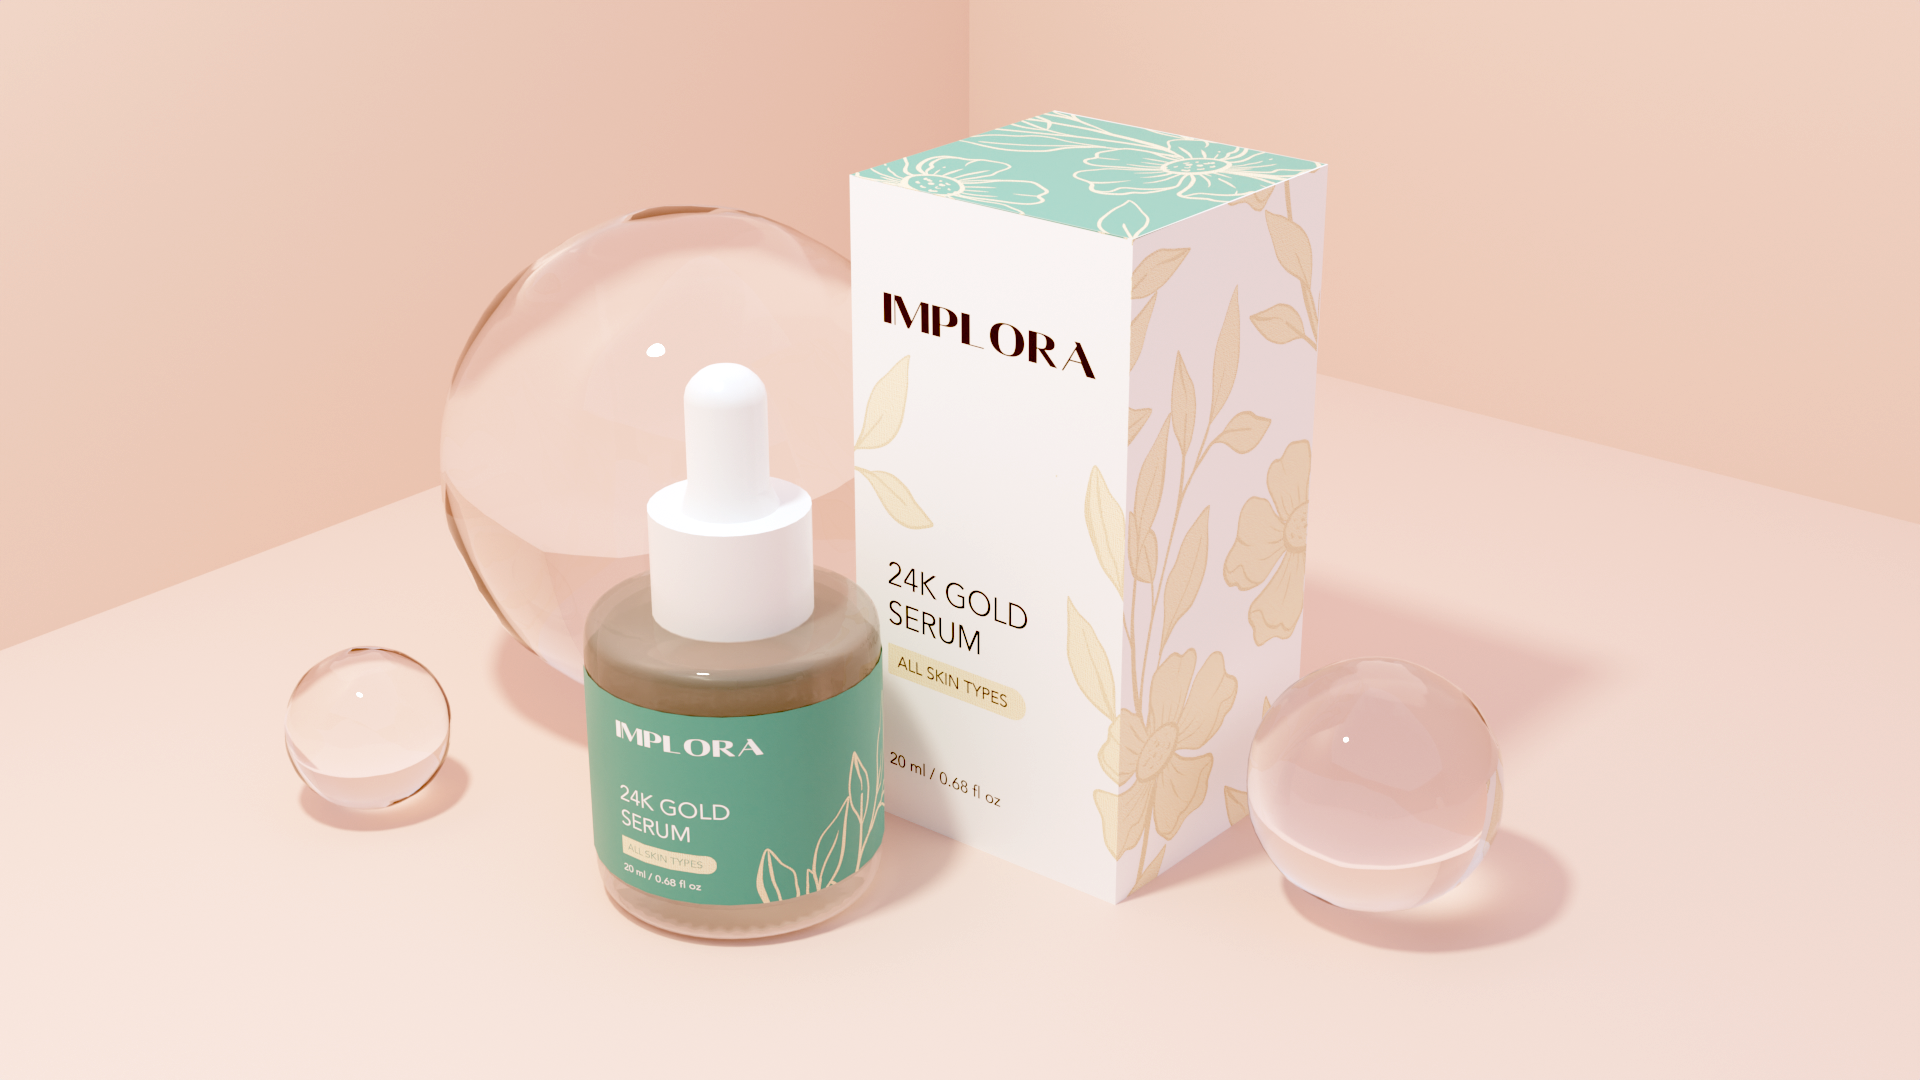 IMPLORA
24K GOLD
SERUM
ALL SKIN TYPES
20 ml / 0.68 fl oz
IMPLORA
24K GOLD
SERUM
ALL SKIN TYPES
20 ml / 0.68 fl oz